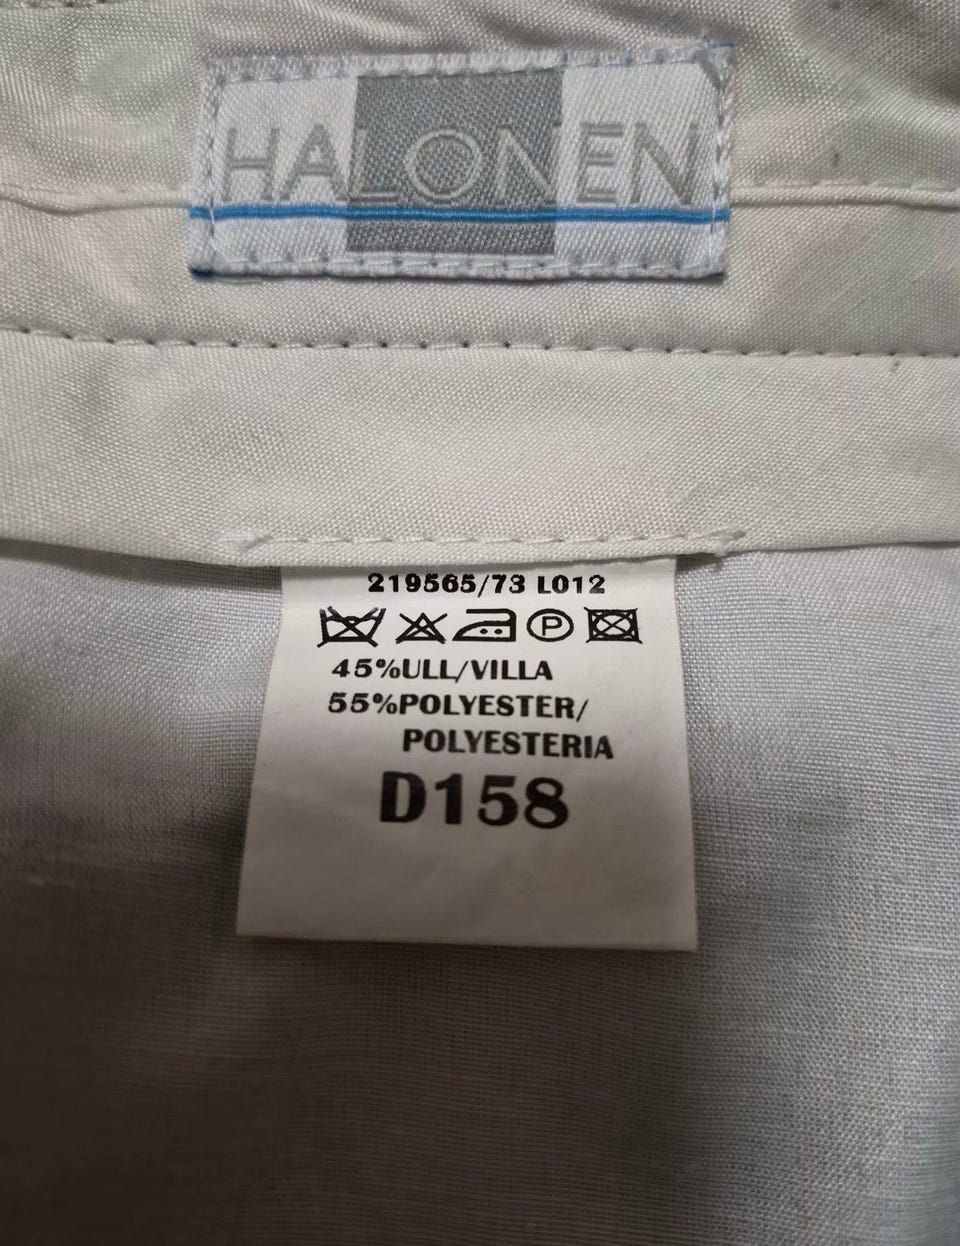 HALONEN
219565/73 L012
P
45%ULL/VILLA
55%POLYESTER/
POLYESTERIA
D158